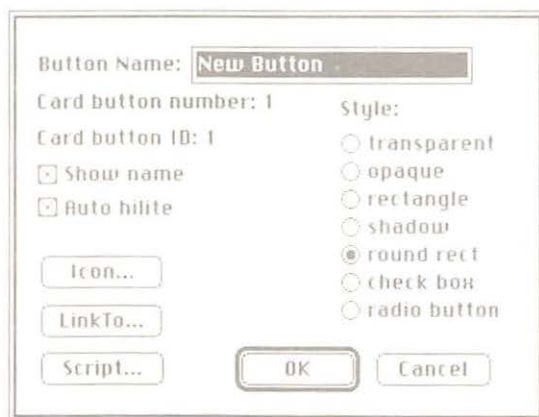 Button Name: New Button
Card button number: 1
Card button ID: 1
Show name
Auto hilite
Icon...
LinkTo...
Script...
Style:
transparent
opaque
rectangle
shadow
round rect
check box
radio button
OK
Cancel